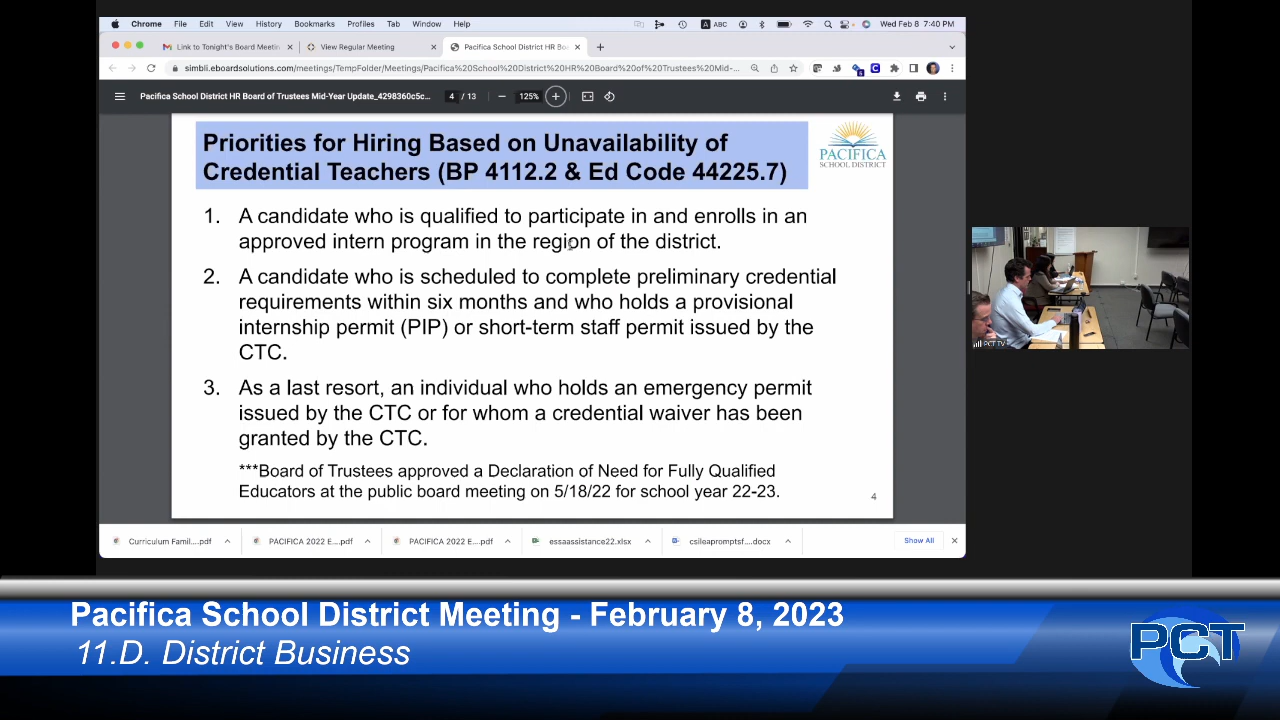 Chrome File Edit View History Bookmarks Profiles Tab Window Help
A ABC
Wed Feb 8 7:40 PM
Link to Tonight's Board Meetin
View Regular Meeting
Pacifica School District HR Bo
simbli.eboardsolutions.com/meetings/TempFolder/Meetings/Pacifica%20School%20District%20HR%20Board%20of%20Trustees%20Mid-...
Pacifica School District HR Board of Trustees Mid-Year Update_4298360c5c...
4 / 13
125%
Priorities for Hiring Based on Unavailability of
Credential Teachers (BP 4112.2 & Ed Code 44225.7)
PACIFICA
SCHOOL DISTRICT
1. A candidate who is qualified to participate in and enrolls in an
approved intern program in the region of the district.
2. A candidate who is scheduled to complete preliminary credential
requirements within six months and who holds a provisional
internship permit (PIP) or short-term staff permit issued by the
CTC.
3. As a last resort, an individual who holds an emergency permit
issued by the CTC or for whom a credential waiver has been
granted by the CTC.
***Board of Trustees approved a Declaration of Need for Fully Qualified
Educators at the public board meeting on 5/18/22 for school year 22-23.
4
Curriculum Famil....pdf
PACIFICA 2022 E....pdf
PACIFICA 2022 E....pdf
essaassistance22.xlsx
csileapromptsf....docx
Show All
PCT TV
Pacifica School District Meeting - February 8, 2023
11.D. District Business
PCT